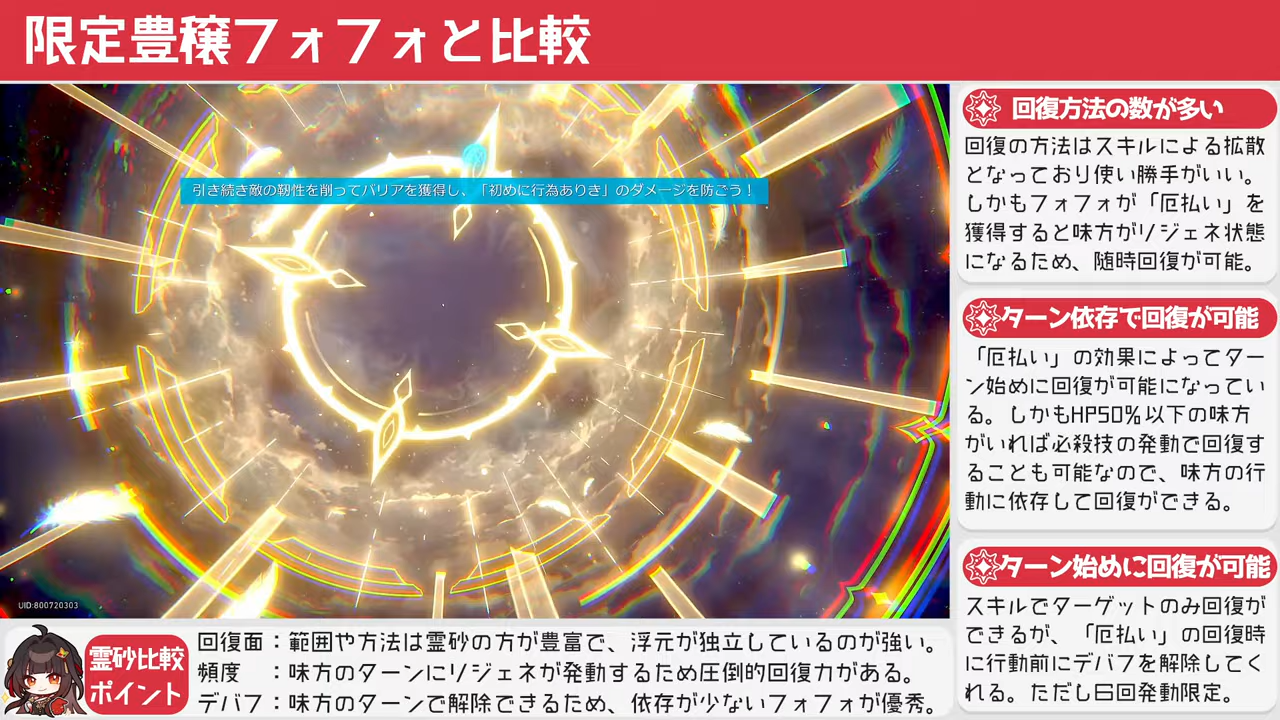 限定豊穣フォフォと比較
引き続き敵の靭性を削ってバリアを獲得し、「初めに行為ありき」のダメージを防ごう！
UID:800720303
回復方法の数が多い
回復の方法はスキルによる拡散
となっており使い勝手がいい。
しかもフォフォが「厄払い」を
獲得すると味方がリジェネ状態
になるため、随時回復が可能。
ターン依存で回復が可能
「厄払い」の効果によってター
ン始めに回復が可能になってい
る。しかもHP50%以下の味方
がいれば必殺技の発動で回復す
ることも可能なので、味方の行
動に依存して回復ができる。
ターン始めに回復が可能
スキルでターゲットのみ回復が
できるが、「厄払い」の回復時
に行動前にデバフを解除してく
れる。ただし6回発動限定。
霊砂比較
ポイント
回復面：範囲や方法は霊砂の方が豊富で、浮元が独立しているのが強い。
頻度　：味方のターンにリジェネが発動するため圧倒的回復力がある。
デバフ：味方のターンで解除できるため、依存が少ないフォフォが優秀。